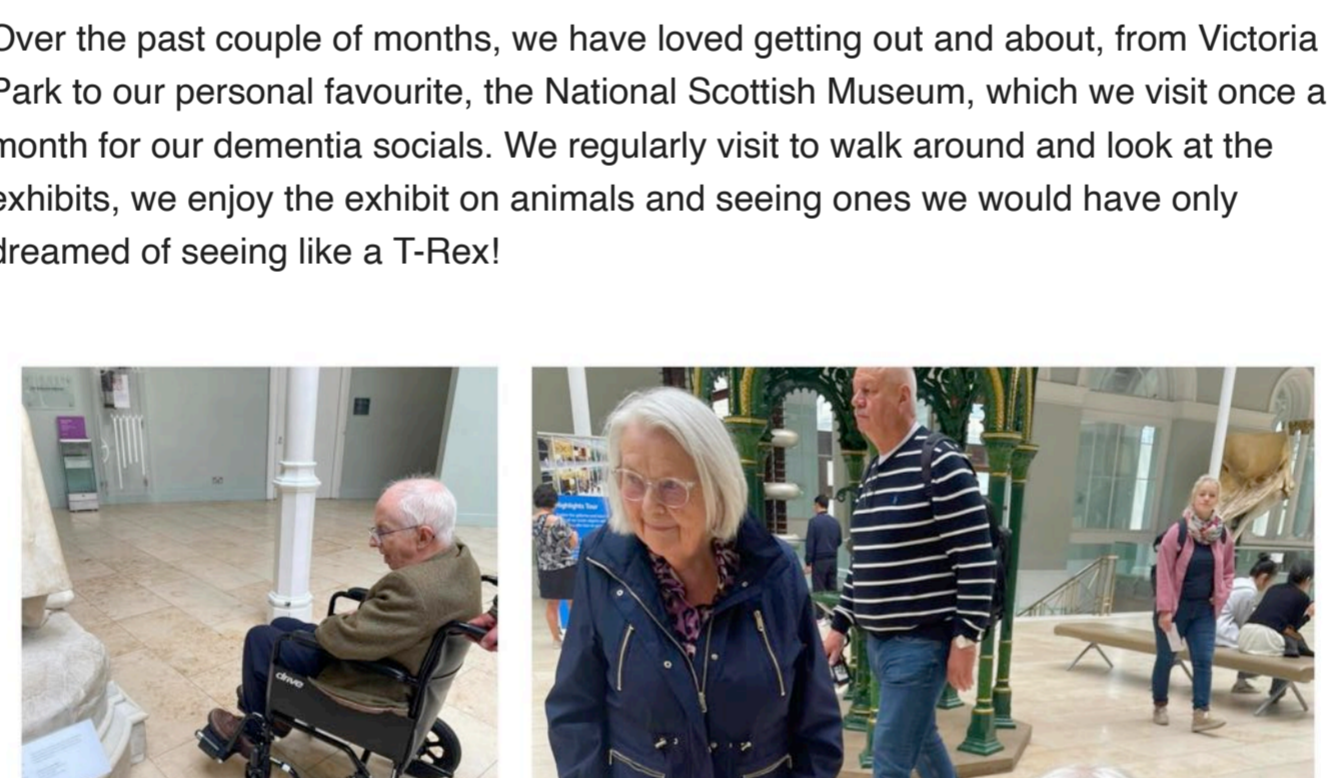 Over the past couple of months, we have loved getting out and about, from Victoria
Park to our personal favourite, the National Scottish Museum, which we visit once a
month for our dementia socials. We regularly visit to walk around and look at the
exhibits, we enjoy the exhibit on animals and seeing ones we would have only
dreamed of seeing like a T-Rex!
Highlights Tour
drive